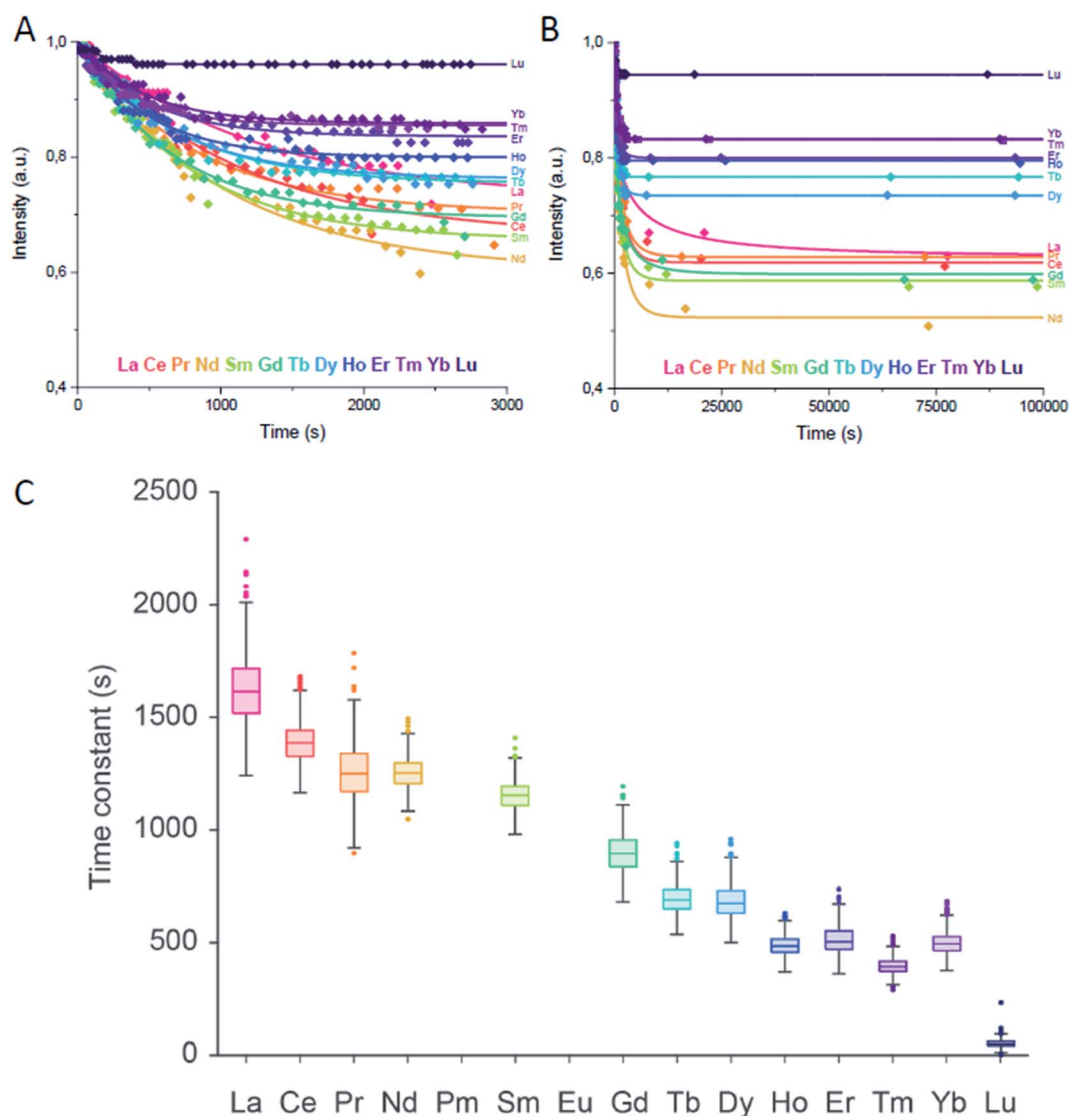 A
1,0
0,8
0,6
0,4
Intensity (a.u.)
Lu
Yb
Tm
Er
Ho
Dy
Tb
La
Pr
Gd
Ce
Sm
Nd
La Ce Pr Nd Sm Gd Tb Dy Ho Er Tm Yb Lu
0 1000 2000 3000
Time (s)
B
1,0
0,8
0,6
0,4
Intensity (a.u.)
Lu
Yb
Tm
Er
Ho
Tb
Dy
La
Pr
Ce
Gd
Sm
Nd
La Ce Pr Nd Sm Gd Tb Dy Ho Er Tm Yb Lu
0 25000 50000 75000 100000
Time (s)
C
2500
2000
1500
1000
500
0
Time constant (s)
La Ce Pr Nd Pm Sm Eu Gd Tb Dy Ho Er Tm Yb Lu